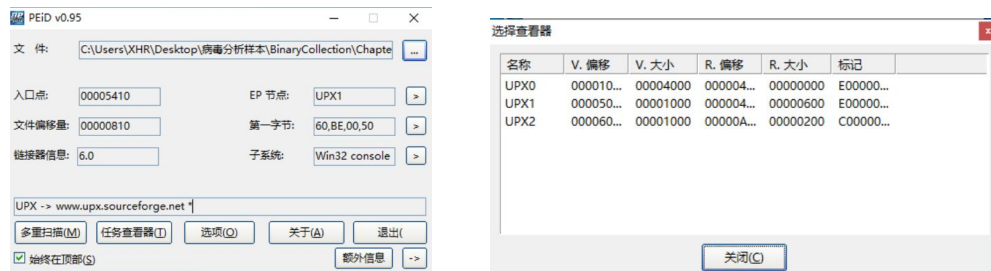 PEiD v0.95
文 件: C:\Users\XHR\Desktop\病毒分析样本\BinaryCollection\Chapte ...
入口点: 00005410 EP 节点: UPX1 >
文件偏移量: 00000810 第一字节: 60,BE,00,50 >
链接器信息: 6.0 子系统: Win32 console >
UPX -> www.upx.sourceforge.net *
多重扫描(M) 任务查看器(T) 选项(O) 关于(A) 退出(
始终在顶部(S) 额外信息 ->
选择查看器
名称 V. 偏移 V. 大小 R. 偏移 R. 大小 标记
UPX0 000010... 00004000 000004... 00000000 E00000...
UPX1 000050... 00001000 000004... 00000600 E00000...
UPX2 000060... 00001000 00000A... 00000200 C00000...
关闭(C)